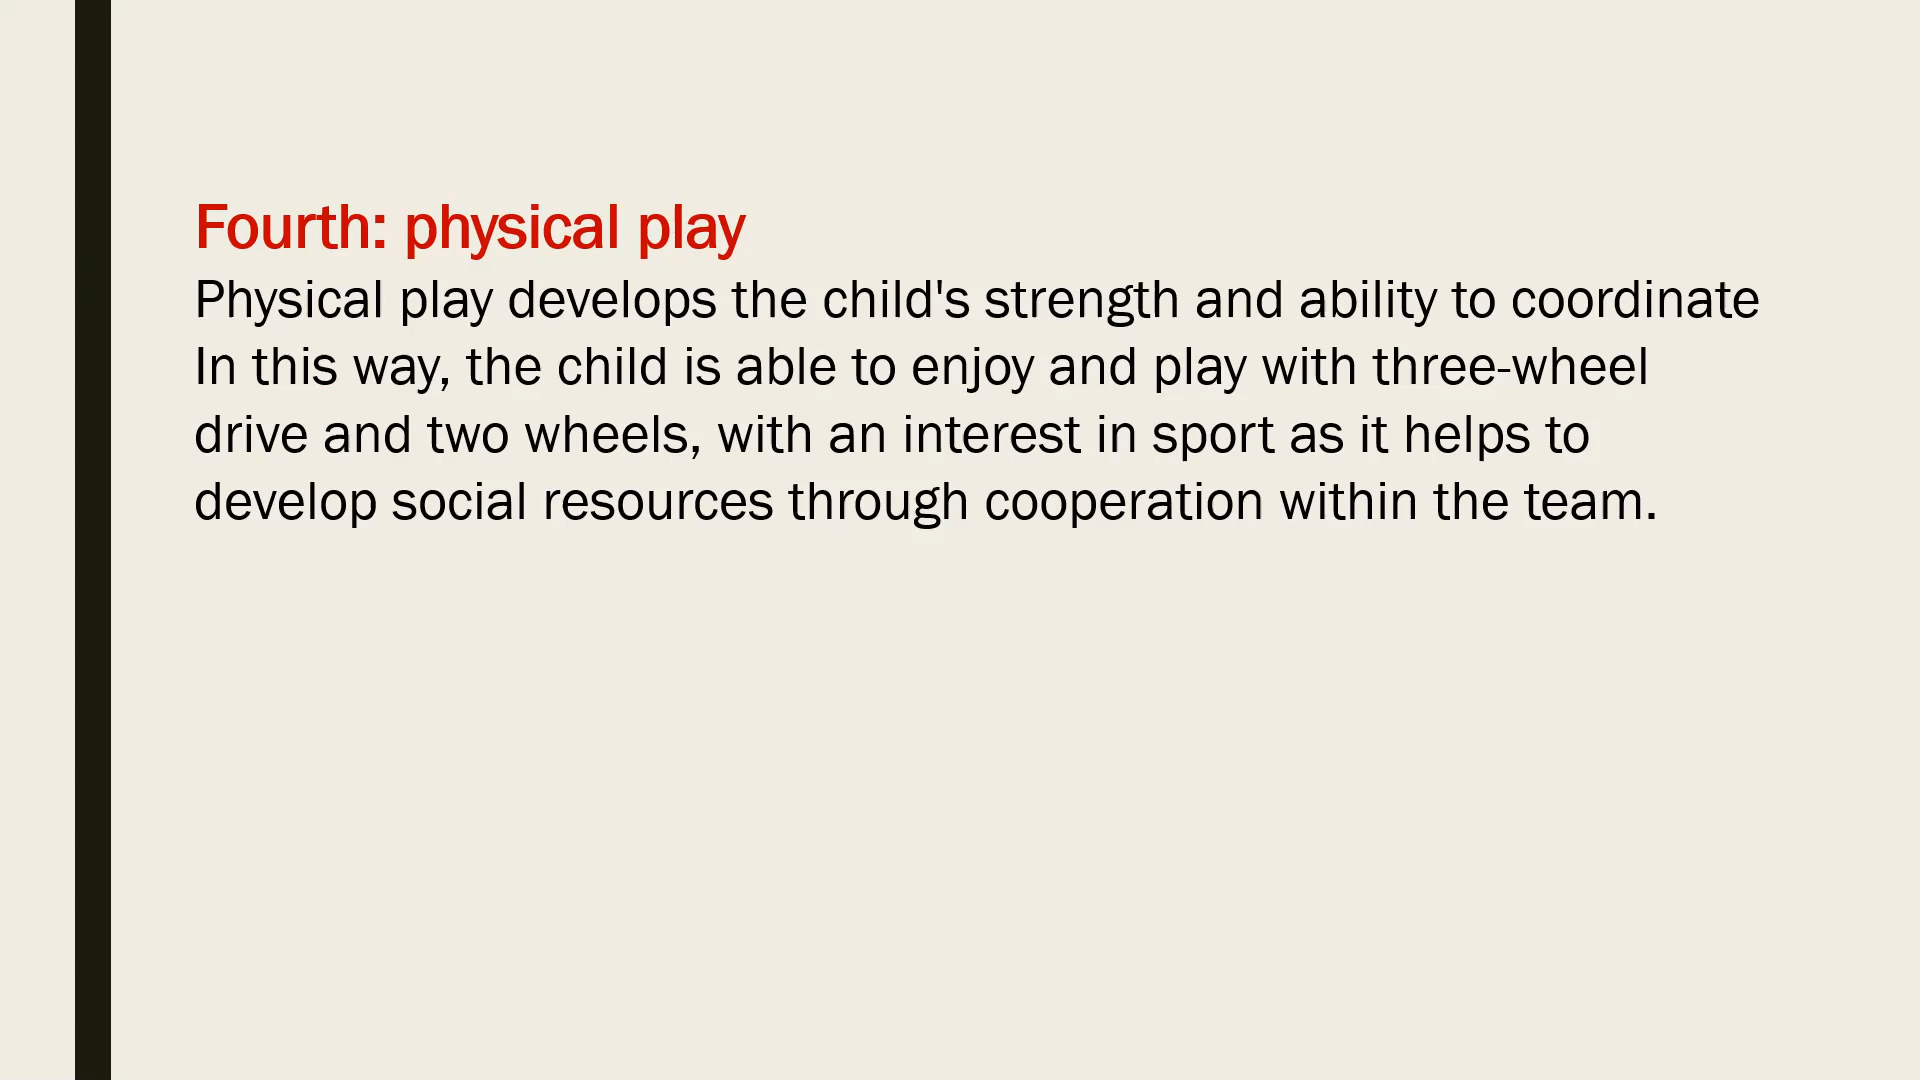 Fourth: physical play
Physical play develops the child's strength and ability to coordinate
In this way, the child is able to enjoy and play with three-wheel
drive and two wheels, with an interest in sport as it helps to
develop social resources through cooperation within the team.